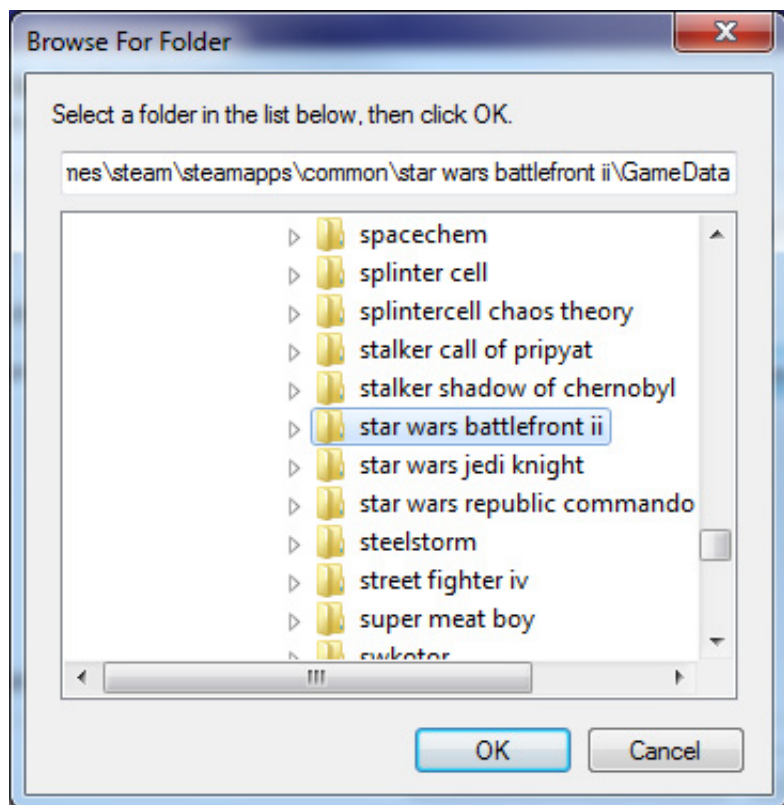 Browse For Folder
Select a folder in the list below, then click OK.
nes\steam\steamapps\common\star wars battlefront ii\GameData
spacechem
splinter cell
splintercell chaos theory
stalker call of pripyat
stalker shadow of chernobyl
star wars battlefront ii
star wars jedi knight
star wars republic commando
steelstorm
street fighter iv
super meat boy
swkotor
OK Cancel